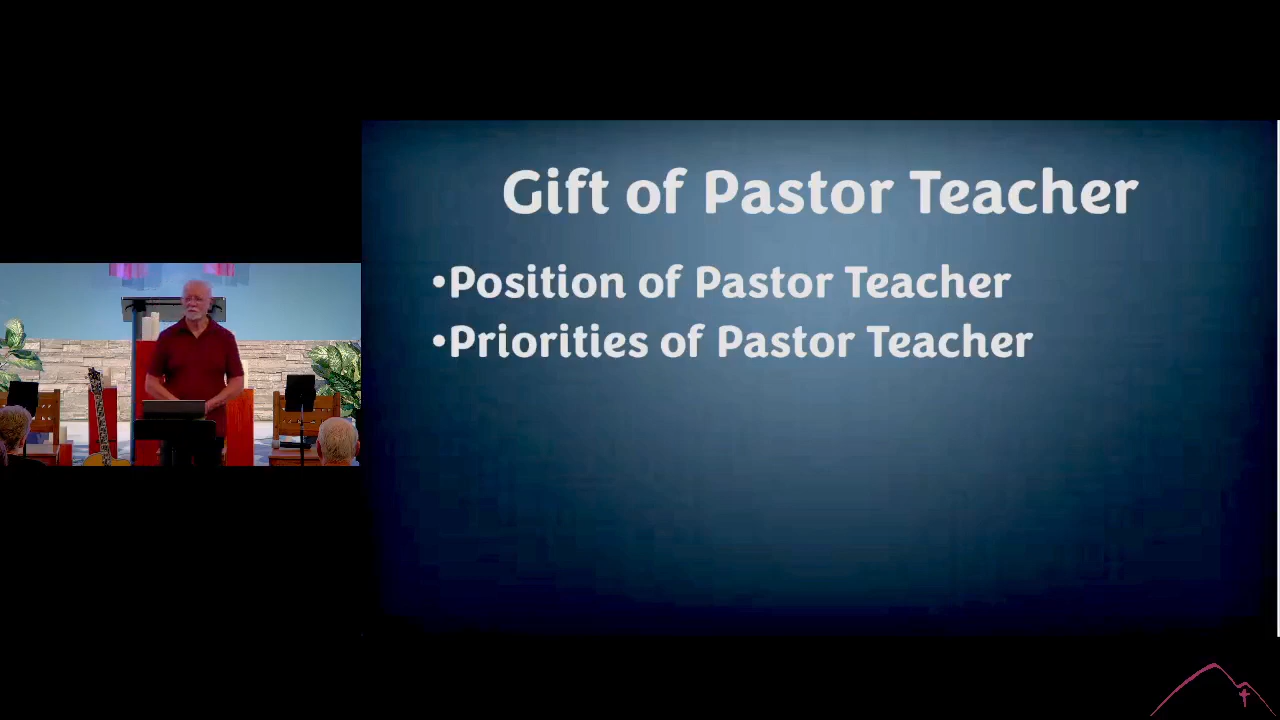 Gift of Pastor Teacher
•Position of Pastor Teacher
•Priorities of Pastor Teacher